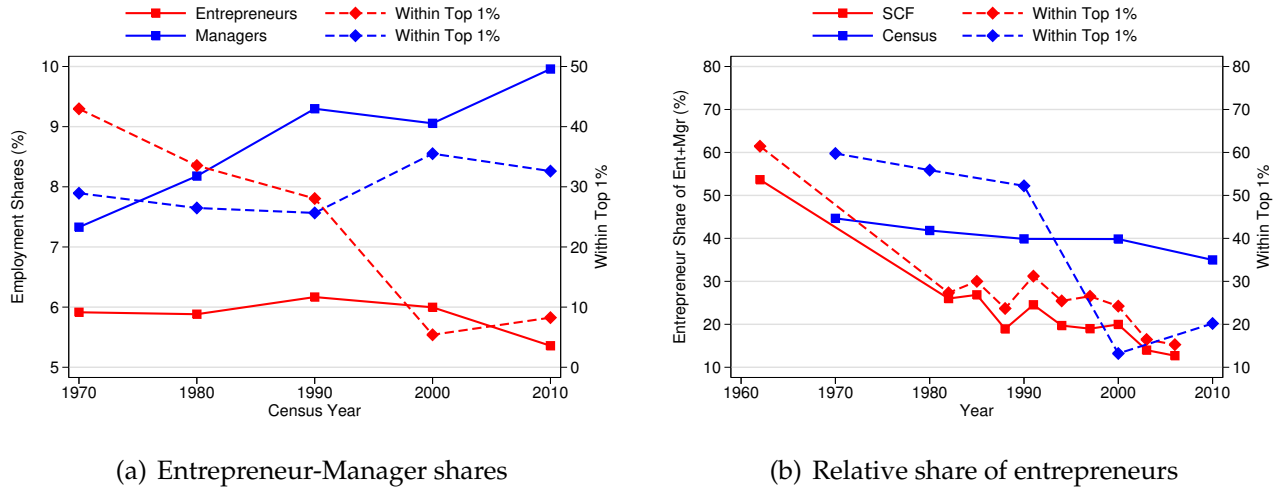 Entrepreneurs
Within Top 1%
Managers
Within Top 1%
Employment Shares (%)
10
9
8
7
6
5
50
40
30
20
10
0
Within Top 1%
1970
1980
1990
2000
2010
Census Year
(a) Entrepreneur-Manager shares
SCF
Within Top 1%
Census
Within Top 1%
Entrepreneur Share of Ent+Mgr (%)
80
70
60
50
40
30
20
10
80
70
60
50
40
30
20
10
Within Top 1%
1960
1970
1980
1990
2000
2010
Year
(b) Relative share of entrepreneurs